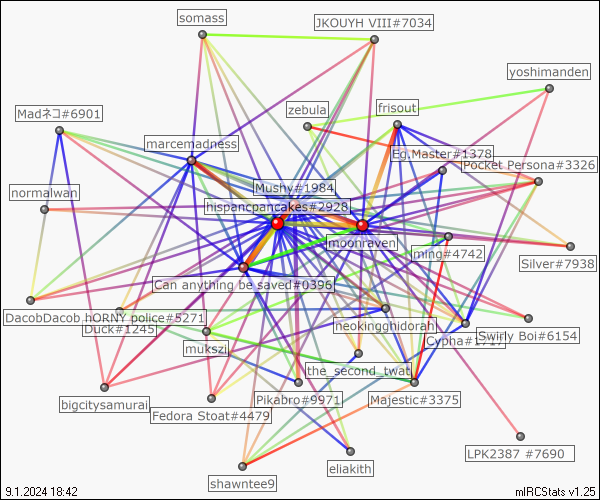 somass
JKOUYH VIII#7034
yoshimanden
zebula
frisout
Madネコ#6901
marcemadness
Eg.Master#1378
Pocket Persona#3326
Mushy#1984
normalwan
hispancpancakes#2928
moonraven
ming#4742
Silver#7938
Can anything be saved#0396
DacobDacob
hORNY police#5271
Duck#1245
neokingghidorah
Cypha
Swirly Boi#6154
mukszi
the_second_twat
bigcitysamurai
Fedora Stoat#4479
Pikabro#9971
Majestic#3375
LPK2387 #7690
eliakith
shawntee9
9.1.2024 18:42
mIRCStats v1.25